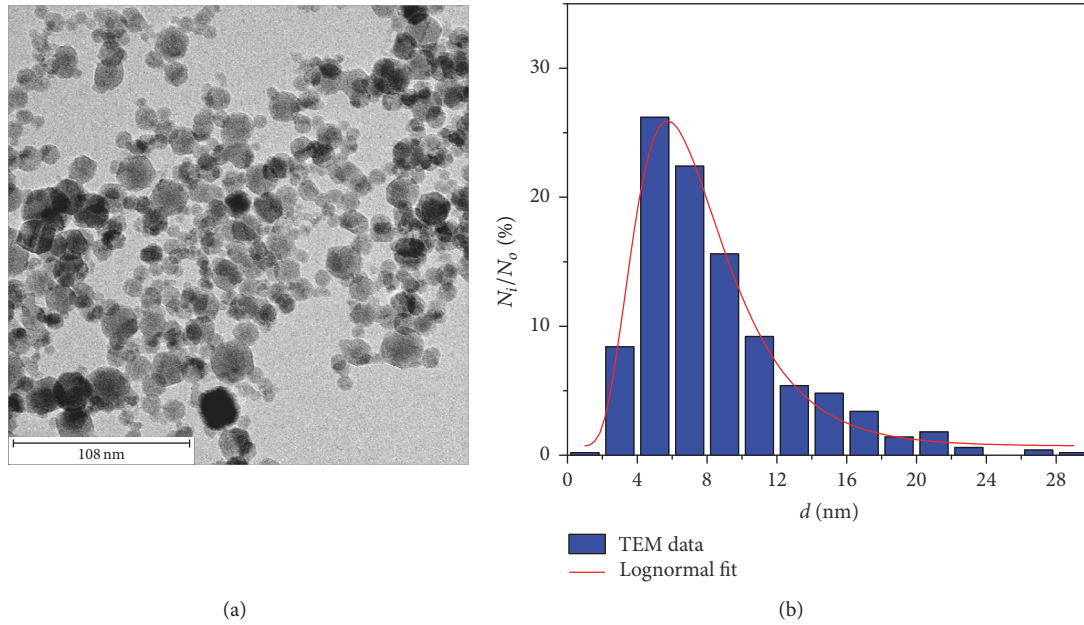 108 nm
(a)
30
20
10
0
N_i/N_o (%)
0 4 8 12 16 20 24 28
d (nm)
TEM data
Lognormal fit
(b)